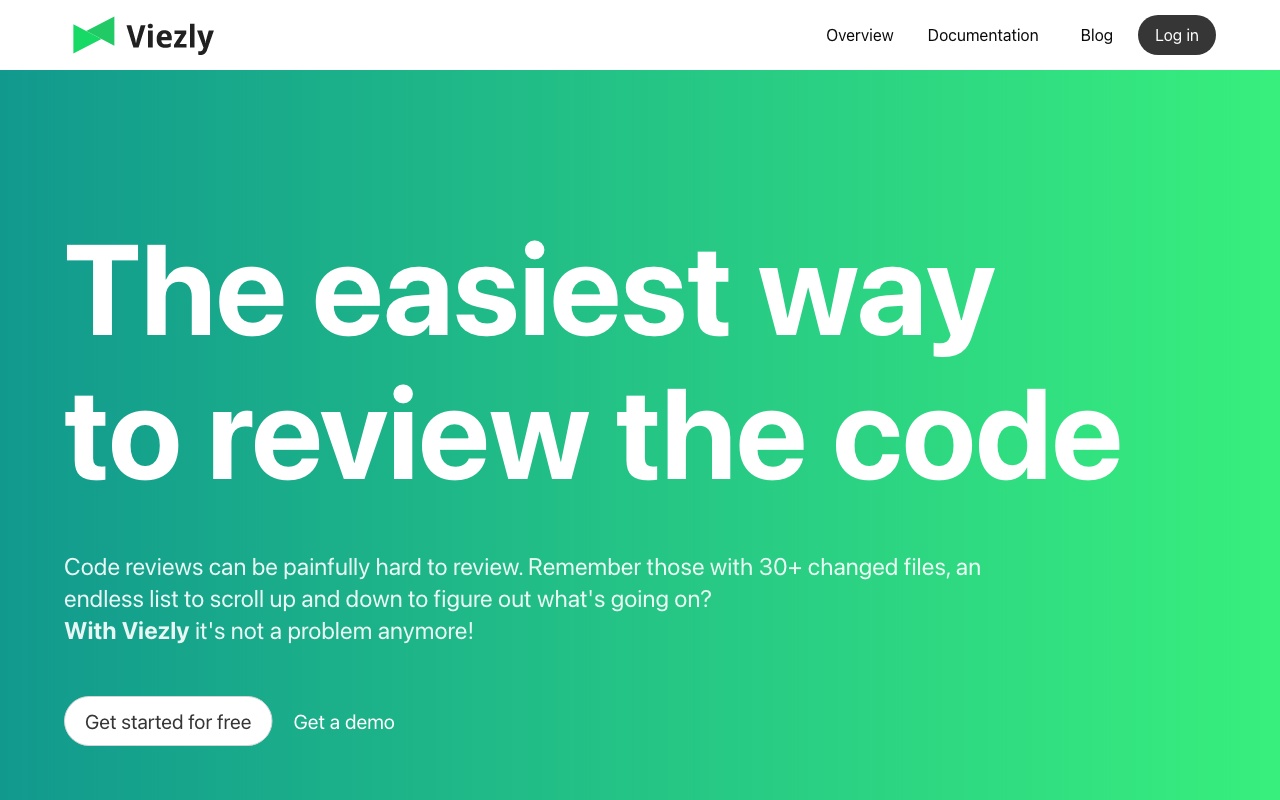 Viezly
Overview
Documentation
Blog
Log in
The easiest way
to review the code
Code reviews can be painfully hard to review. Remember those with 30+ changed files, an
endless list to scroll up and down to figure out what's going on?
With Viezly it's not a problem anymore!
Get started for free
Get a demo